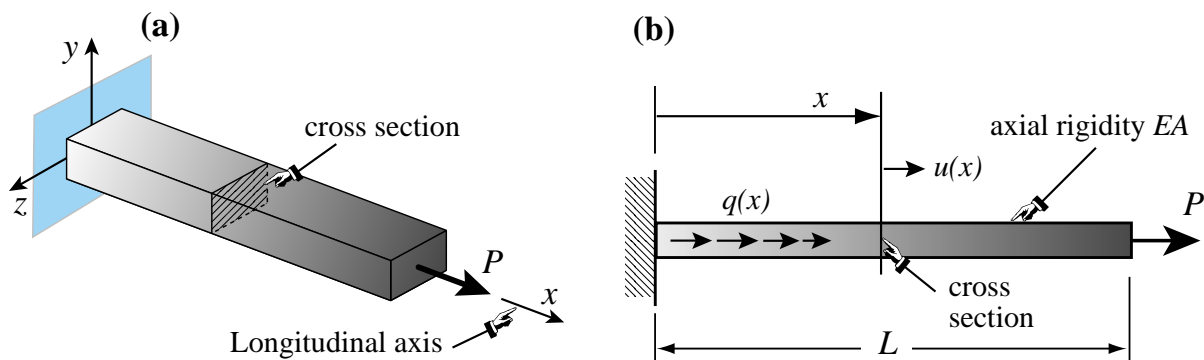 (a)
y
cross section
z
P
x
Longitudinal axis
(b)
x
axial rigidity EA
u(x)
q(x)
P
cross
section
L